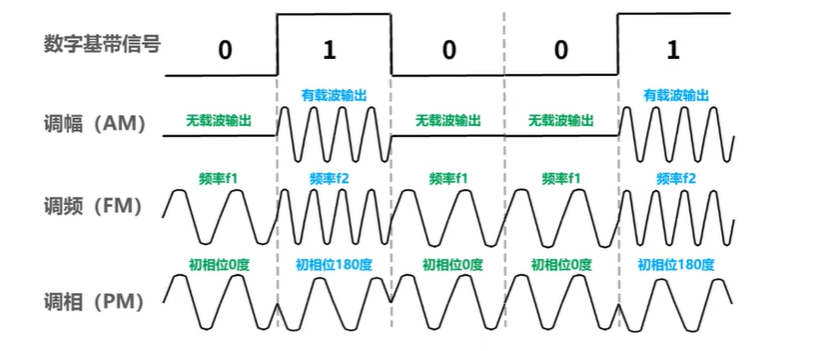 数字基带信号 0 1 0 0 1
有载波输出 有载波输出
调幅（AM） 无载波输出 无载波输出 无载波输出
频率f1 频率f2 频率f1 频率f1 频率f2
调频（FM）
初相位0度 初相位180度 初相位0度 初相位0度 初相位180度
调相（PM）